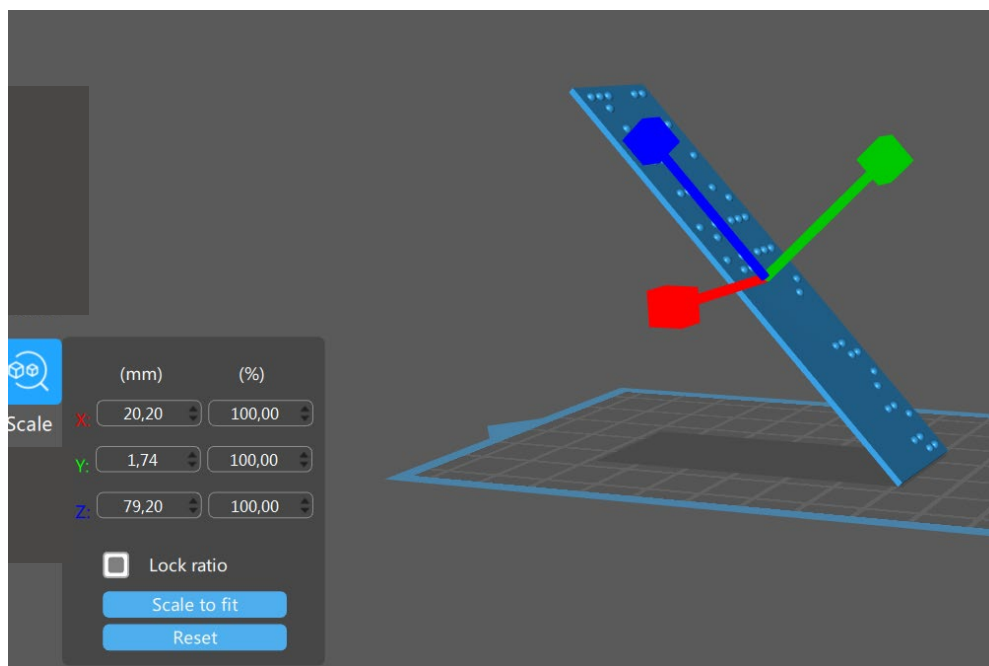 (mm) (%)
X: 20,20 100,00
Scale
Y: 1,74 100,00
Z: 79,20 100,00
Lock ratio
Scale to fit
Reset